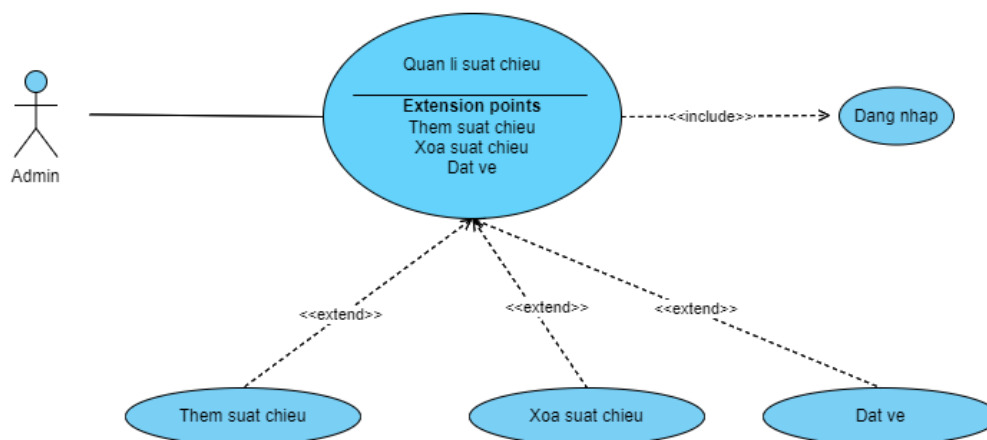 Quan li suat chieu
Extension points
Them suat chieu
Xoa suat chieu
Dat ve
<<include>>
Dang nhap
Admin
<<extend>>
<<extend>>
<<extend>>
Them suat chieu
Xoa suat chieu
Dat ve